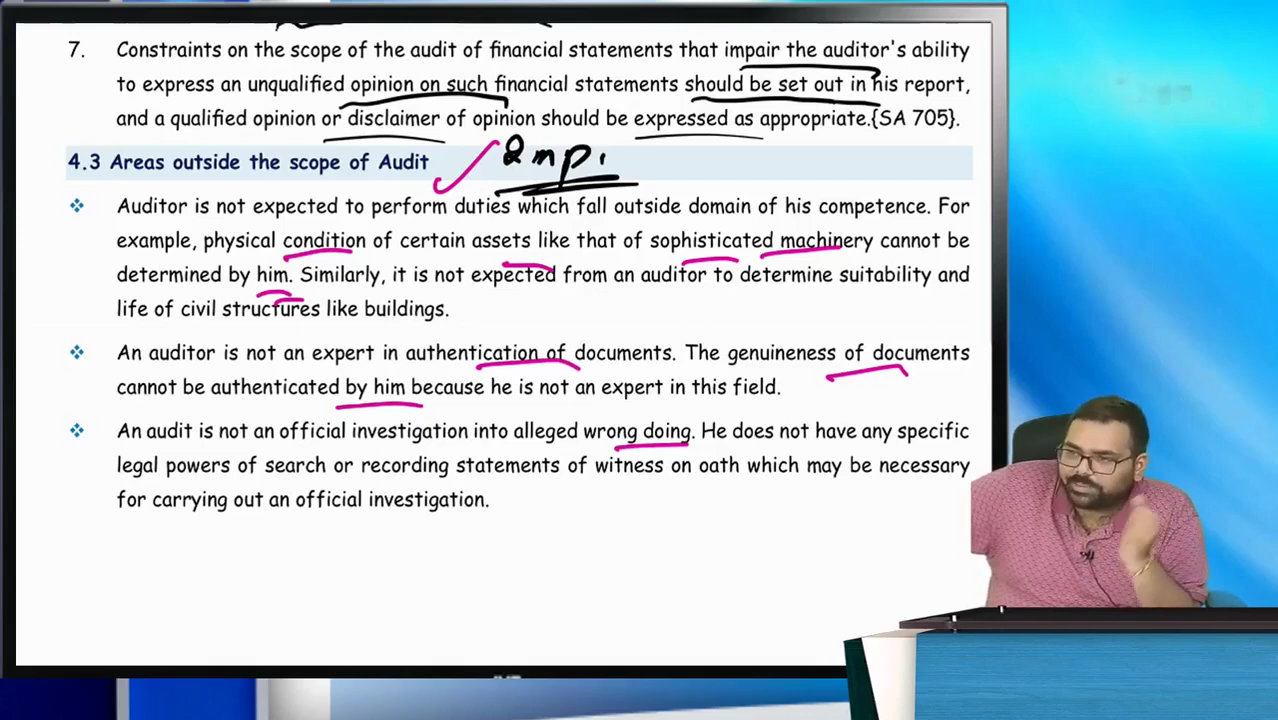 7. Constraints on the scope of the audit of financial statements that impair the auditor's ability
to express an unqualified opinion on such financial statements should be set out in his report,
and a qualified opinion or disclaimer of opinion should be expressed as appropriate.{SA 705}.
4.3 Areas outside the scope of Audit
❖ Auditor is not expected to perform duties which fall outside domain of his competence. For
example, physical condition of certain assets like that of sophisticated machinery cannot be
determined by him. Similarly, it is not expected from an auditor to determine suitability and
life of civil structures like buildings.
❖ An auditor is not an expert in authentication of documents. The genuineness of documents
cannot be authenticated by him because he is not an expert in this field.
❖ An audit is not an official investigation into alleged wrong doing. He does not have any specific
legal powers of search or recording statements of witness on oath which may be necessary
for carrying out an official investigation.